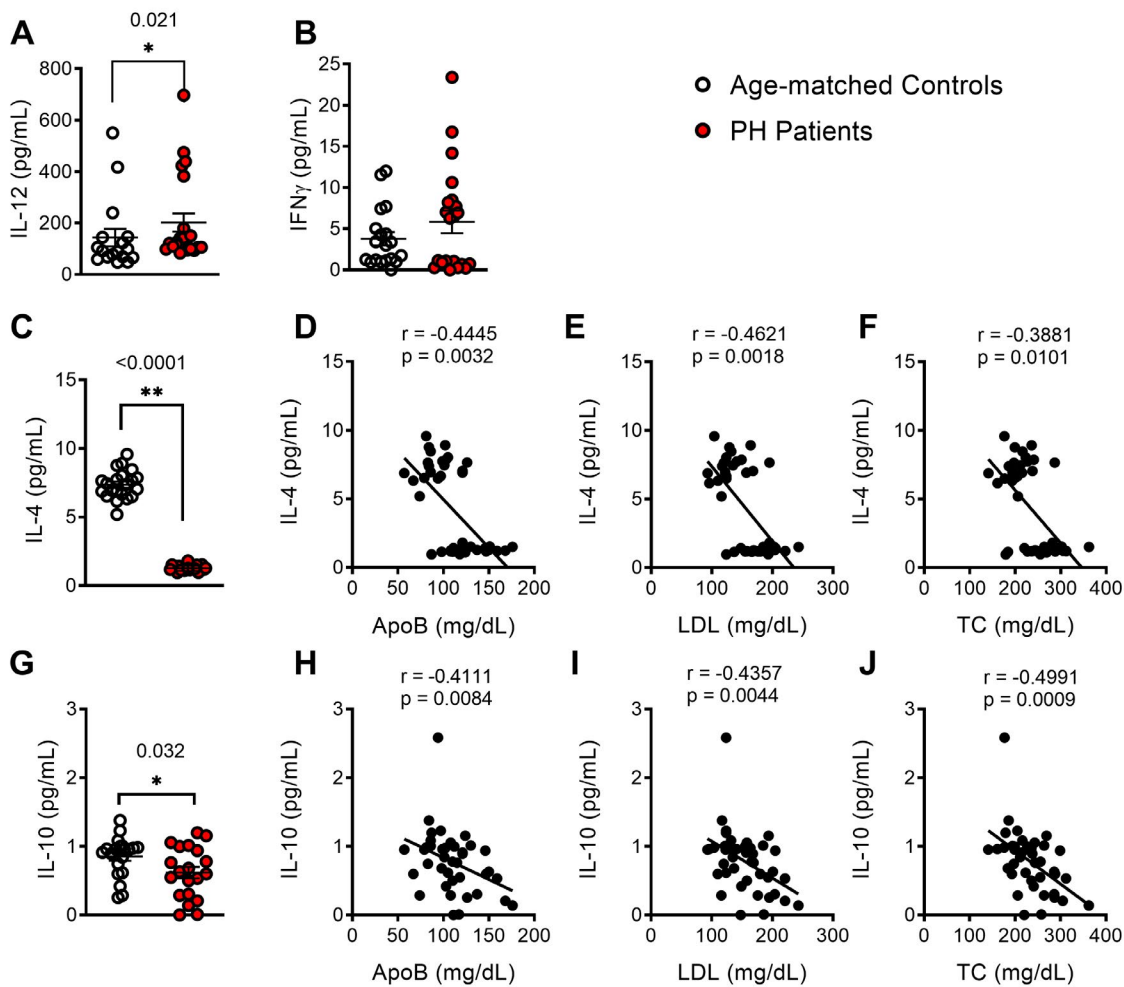 A
0.021
*
IL-12 (pg/mL)
800
600
400
200
0
B
IFNγ (pg/mL)
25
20
15
10
5
0
Age-matched Controls
PH Patients
C
<0.0001
**
IL-4 (pg/mL)
15
10
5
0
D
r = -0.4445
p = 0.0032
IL-4 (pg/mL)
15
10
5
0
0 50 100 150 200
ApoB (mg/dL)
E
r = -0.4621
p = 0.0018
IL-4 (pg/mL)
15
10
5
0
0 100 200 300
LDL (mg/dL)
F
r = -0.3881
p = 0.0101
IL-4 (pg/mL)
15
10
5
0
0 100 200 300 400
TC (mg/dL)
G
0.032
*
IL-10 (pg/mL)
3
2
1
0
H
r = -0.4111
p = 0.0084
IL-10 (pg/mL)
3
2
1
0
0 50 100 150 200
ApoB (mg/dL)
I
r = -0.4357
p = 0.0044
IL-10 (pg/mL)
3
2
1
0
0 100 200 300
LDL (mg/dL)
J
r = -0.4991
p = 0.0009
IL-10 (pg/mL)
3
2
1
0
0 100 200 300 400
TC (mg/dL)